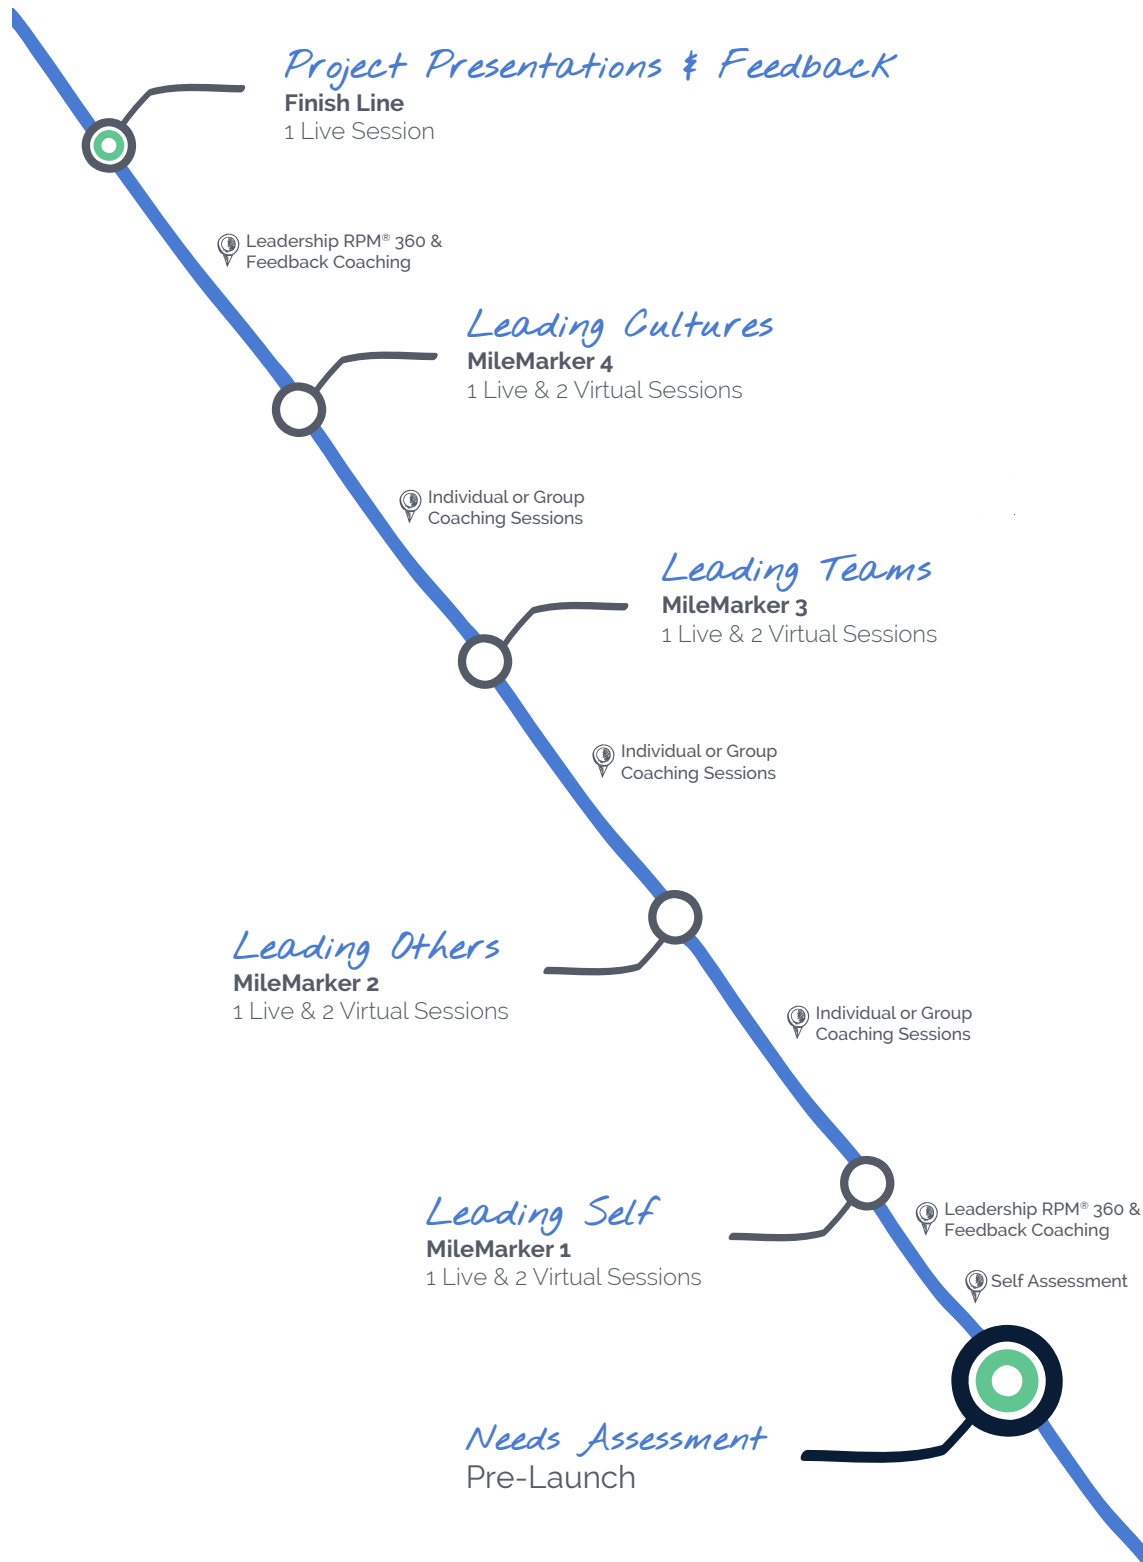 Project Presentations & Feedback
Finish Line
1 Live Session
Leadership RPM® 360 &
Feedback Coaching
Leading Cultures
MileMarker 4
1 Live & 2 Virtual Sessions
Individual or Group
Coaching Sessions
Leading Teams
MileMarker 3
1 Live & 2 Virtual Sessions
Individual or Group
Coaching Sessions
Leading Others
MileMarker 2
1 Live & 2 Virtual Sessions
Individual or Group
Coaching Sessions
Leading Self
MileMarker 1
1 Live & 2 Virtual Sessions
Leadership RPM® 360 &
Feedback Coaching
Self Assessment
Needs Assessment
Pre-Launch